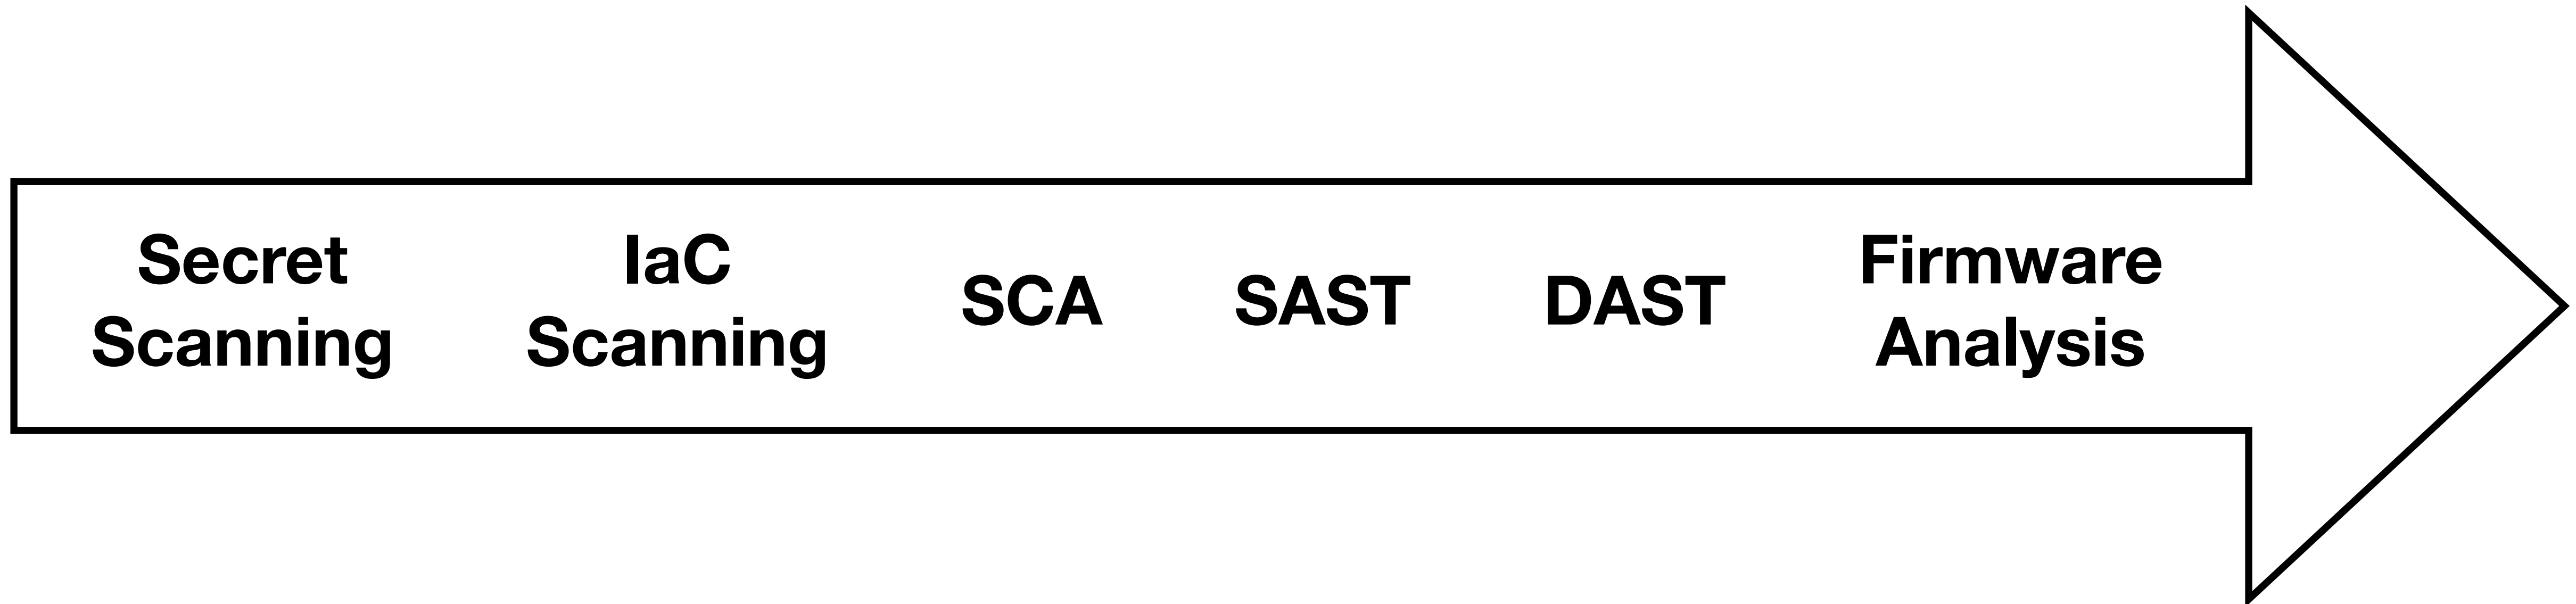 Secret
Scanning
IaC
Scanning
SCA
SAST
DAST
Firmware
Analysis